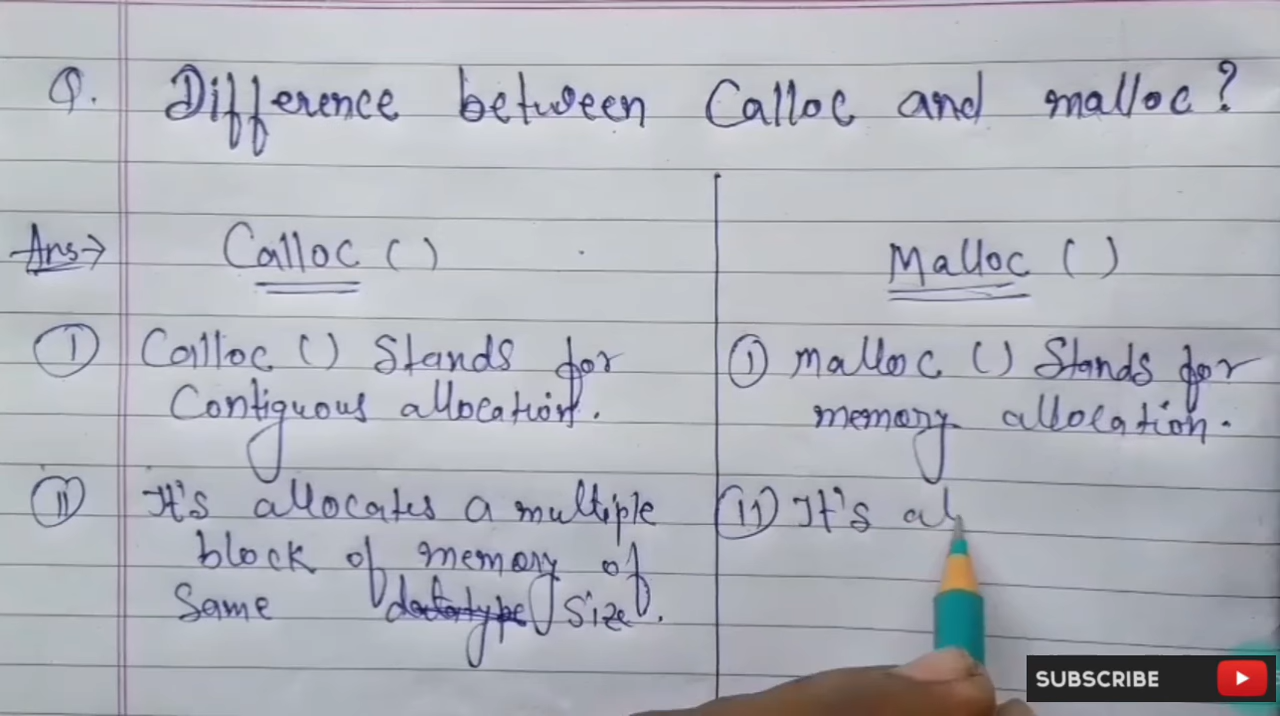 Q. Difference between Calloc and malloc?
Ans→ Calloc () Malloc ()
(I) Calloc () Stands for
Contiguous allocation.
(II) It's allocates a multiple
block of memory of
Same datatype size.
(I) malloc () Stands for
memory allocation.
(II) It's al
SUBSCRIBE